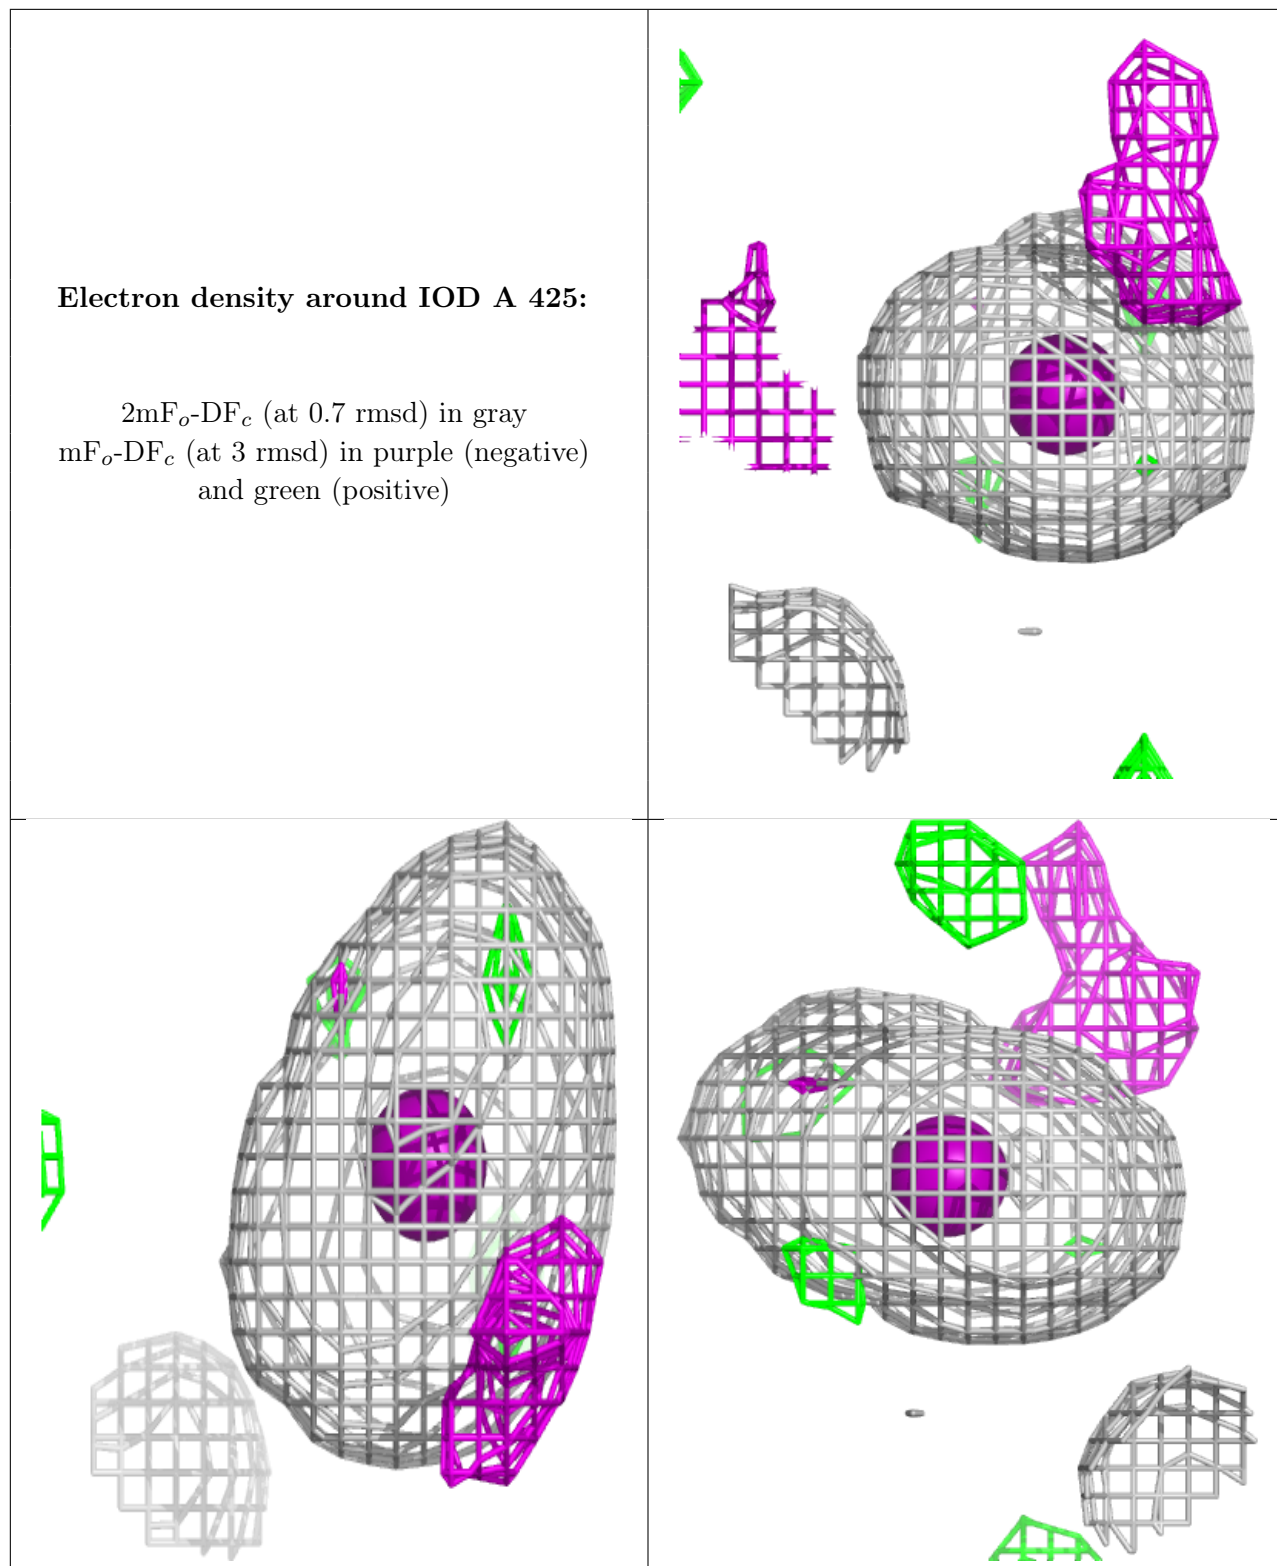 Electron density around IOD A 425:
2mFo-DFc (at 0.7 rmsd) in gray
mFo-DFc (at 3 rmsd) in purple (negative)
and green (positive)